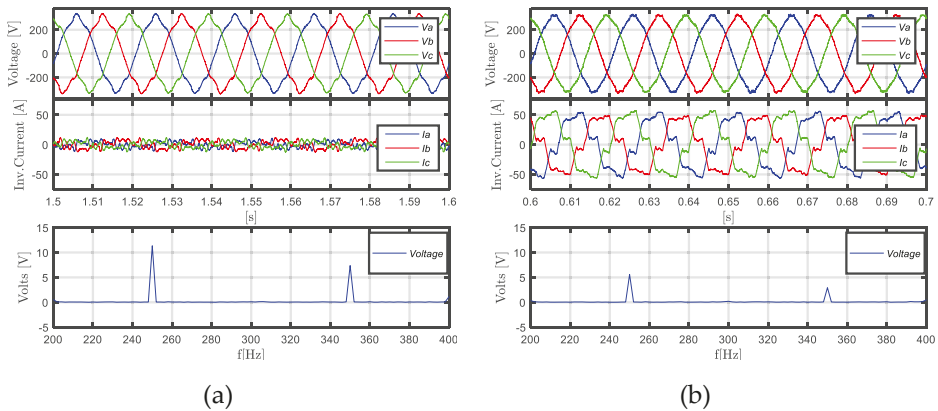 Voltage [V]
200
0
-200
Va
Vb
Vc
Inv.Current [A]
50
0
-50
Ia
Ib
Ic
1.5 1.51 1.52 1.53 1.54 1.55 1.56 1.57 1.58 1.59 1.6
[s]
Volts [V]
15
10
5
0
-5
Voltage
200 220 240 260 280 300 320 340 360 380 400
f[Hz]
(a)
Voltage [V]
200
0
-200
Va
Vb
Vc
Inv.Current [A]
50
0
-50
Ia
Ib
Ic
0.6 0.61 0.62 0.63 0.64 0.65 0.66 0.67 0.68 0.69 0.7
[s]
Volts [V]
15
10
5
0
-5
Voltage
200 220 240 260 280 300 320 340 360 380 400
f[Hz]
(b)